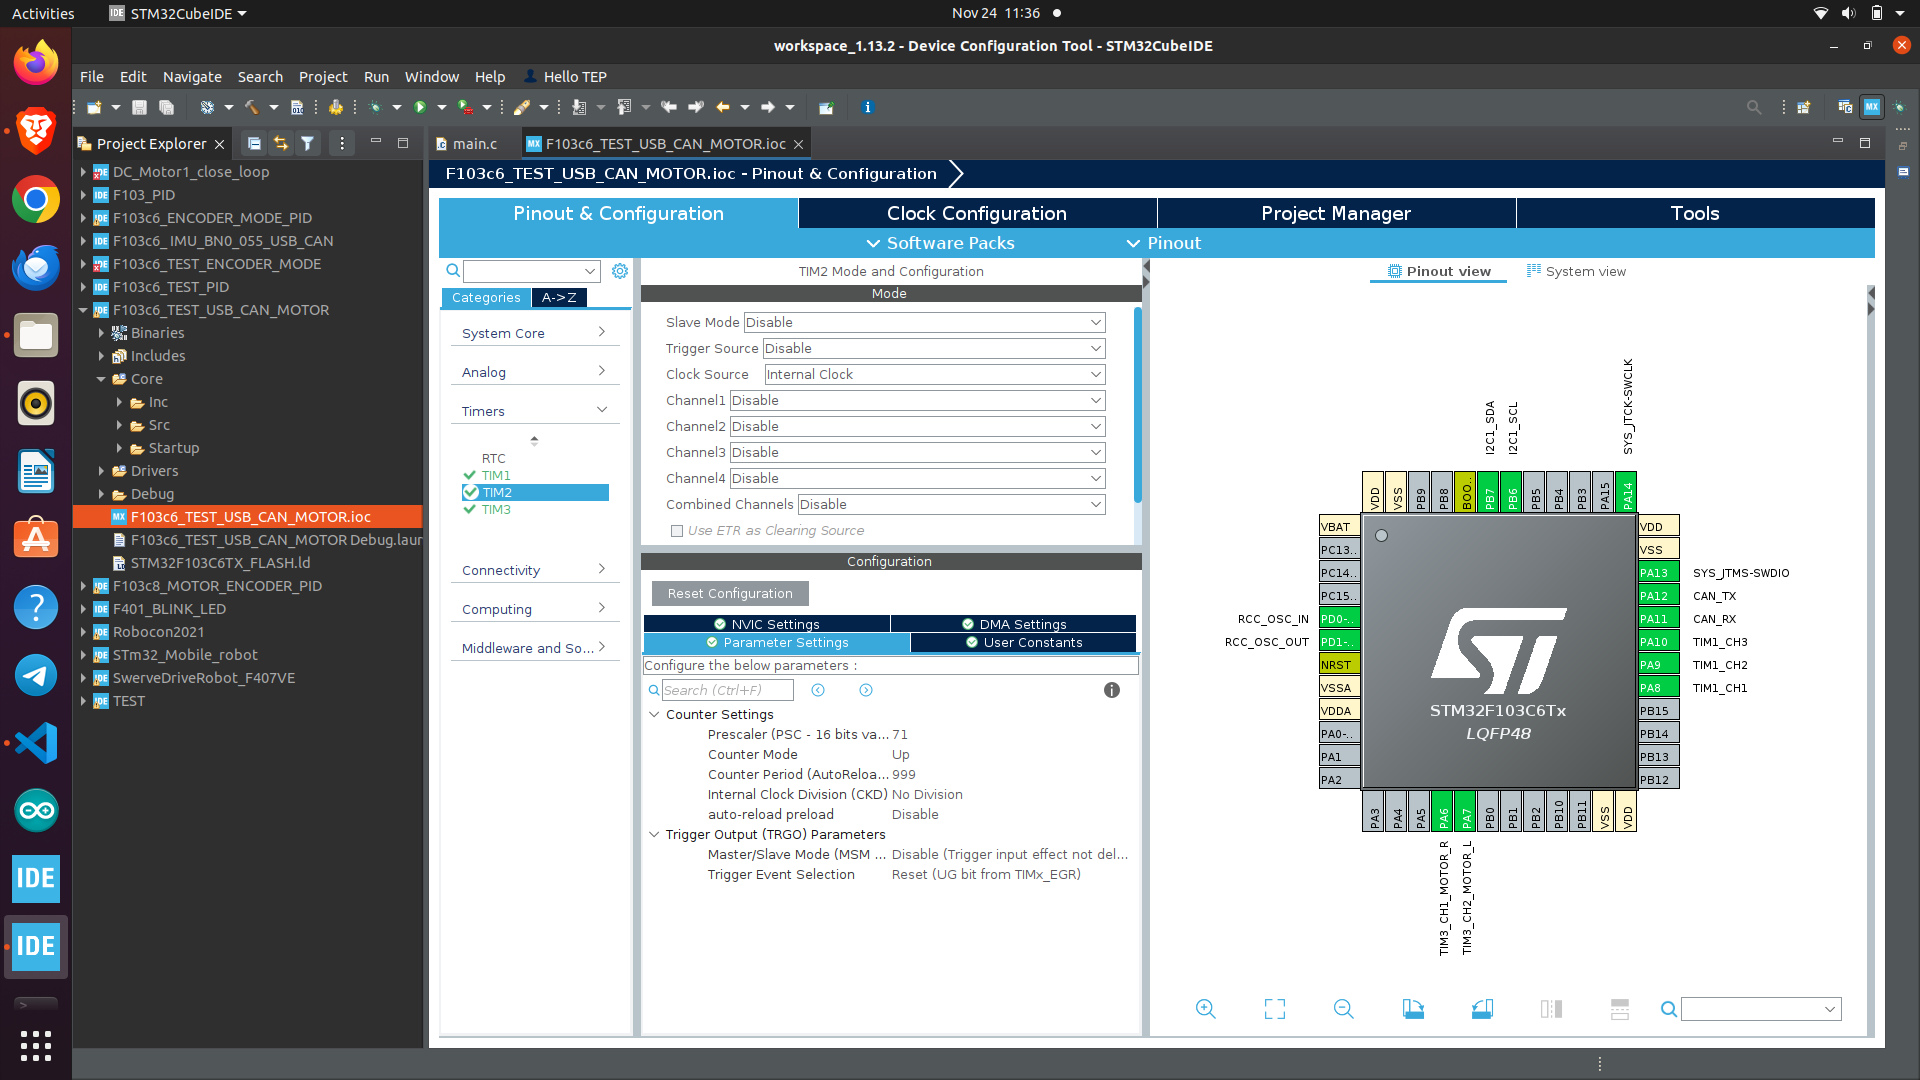 Activities
IDE STM32CubeIDE
Nov 24 11:36
workspace_1.13.2 - Device Configuration Tool - STM32CubeIDE
File Edit Navigate Search Project Run Window Help Hello TEP
Project Explorer
main.c
MX F103c6_TEST_USB_CAN_MOTOR.ioc
F103c6_TEST_USB_CAN_MOTOR.ioc - Pinout & Configuration
DC_Motor1_close_loop
F103_PID
F103c6_ENCODER_MODE_PID
F103c6_ IMU_BN0_055_USB_CAN
F103c6_TEST_ENCODER_MODE
F103c6_TEST_PID
F103c6_TEST_USB_CAN_MOTOR
Binaries
Includes
Core
Inc
Src
Startup
Drivers
Debug
MX F103c6_TEST_USB_CAN_MOTOR.ioc
F103c6_TEST_USB_CAN_MOTOR Debug.laun
STM32F103C6TX_FLASH.ld
F103c8_MOTOR_ENCODER_PID
F401_BLINK_LED
Robocon2021
STm32_Mobile_robot
SwerveDriveRobot_F407VE
TEST
IDE
IDE
Pinout & Configuration
Clock Configuration
Project Manager
Tools
Software Packs
Pinout
Categories
A->Z
System Core
Analog
Timers
RTC
TIM1
TIM2
TIM3
Connectivity
Computing
Middleware and So...
TIM2 Mode and Configuration
Mode
Slave Mode Disable
Trigger Source Disable
Clock Source Internal Clock
Channel1 Disable
Channel2 Disable
Channel3 Disable
Channel4 Disable
Combined Channels Disable
Use ETR as Clearing Source
Configuration
Reset Configuration
NVIC Settings
DMA Settings
Parameter Settings
User Constants
Configure the below parameters :
Search (Ctrl+F)
Counter Settings
Prescaler (PSC - 16 bits va... 71
Counter Mode Up
Counter Period (AutoReloa... 999
Internal Clock Division (CKD) No Division
auto-reload preload Disable
Trigger Output (TRGO) Parameters
Master/Slave Mode (MSM ... Disable (Trigger input effect not del...
Trigger Event Selection Reset (UG bit from TIMx_EGR)
Pinout view
System view
I2C1_SDA
I2C1_SCL
SYS_JTCK-SWCLK
VDD
VSS
PB9
PB8
BOO..
PB7
PB6
PB5
PB4
PB3
PA15
PA14
VBAT
PC13..
PC14..
PC15..
RCC_OSC_IN PD0-..
RCC_OSC_OUT PD1-..
NRST
VSSA
VDDA
PA0-..
PA1
PA2
STM32F103C6Tx
LQFP48
VDD
VSS
PA13 SYS_JTMS-SWDIO
PA12 CAN_TX
PA11 CAN_RX
PA10 TIM1_CH3
PA9 TIM1_CH2
PA8 TIM1_CH1
PB15
PB14
PB13
PB12
PA3
PA4
PA5
PA6
PA7
PB0
PB1
PB2
PB10
PB11
VSS
VDD
TIM3_CH1_MOTOR_R
TIM3_CH2_MOTOR_L